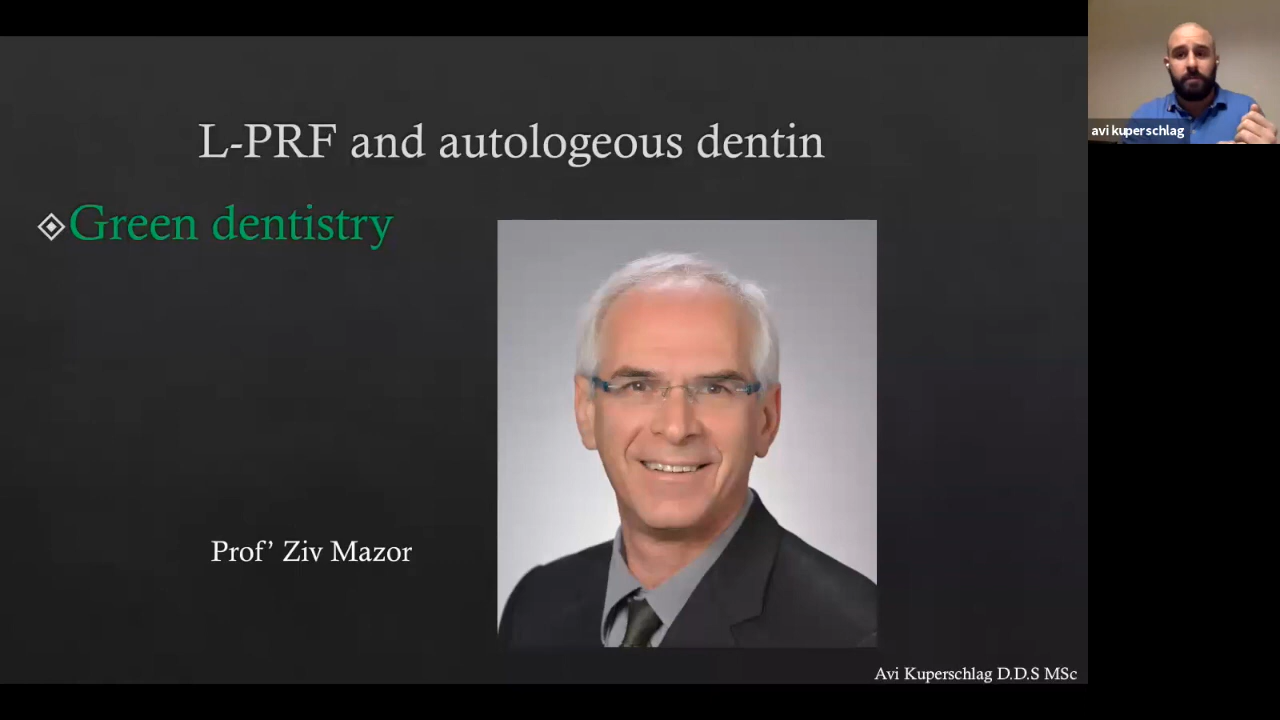 L-PRF and autologeous dentin
Green dentistry
Prof’ Ziv Mazor
Avi Kuperschlag D.D.S MSc
avi kuperschlag